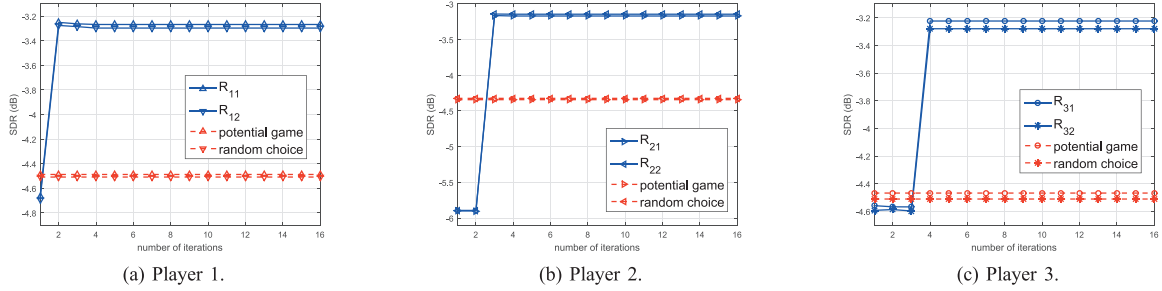 -3.2
-3.4
-3.6
-3.8
-4
-4.2
-4.4
-4.6
-4.8
SDR (dB)
R11
R12
potential game
random choice
2 4 6 8 10 12 14 16
number of iterations
(a) Player 1.
-3
-3.5
-4
-4.5
-5
-5.5
-6
SDR (dB)
R21
R22
potential game
random choice
2 4 6 8 10 12 14 16
number of iterations
(b) Player 2.
-3.2
-3.4
-3.6
-3.8
-4
-4.2
-4.4
-4.6
SDR (dB)
R31
R32
potential game
random choice
2 4 6 8 10 12 14 16
number of iterations
(c) Player 3.